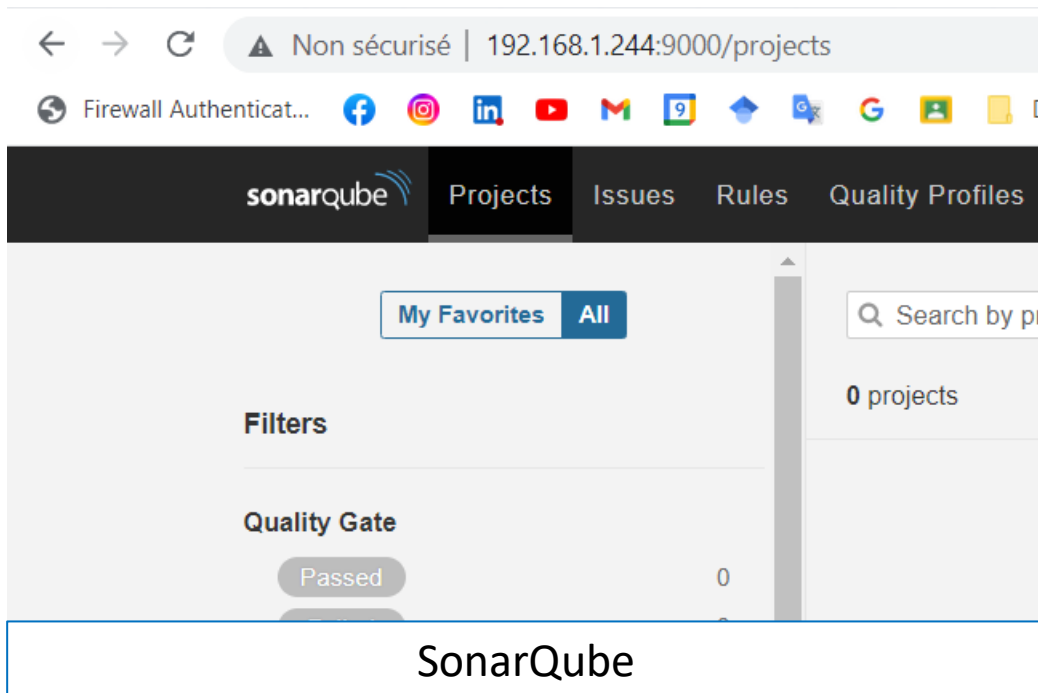 Non sécurisé | 192.168.1.244:9000/projects
Firewall Authenticat...
sonarqube Projects Issues Rules Quality Profiles
My Favorites All
Search by pr
0 projects
Filters
Quality Gate
Passed 0
SonarQube